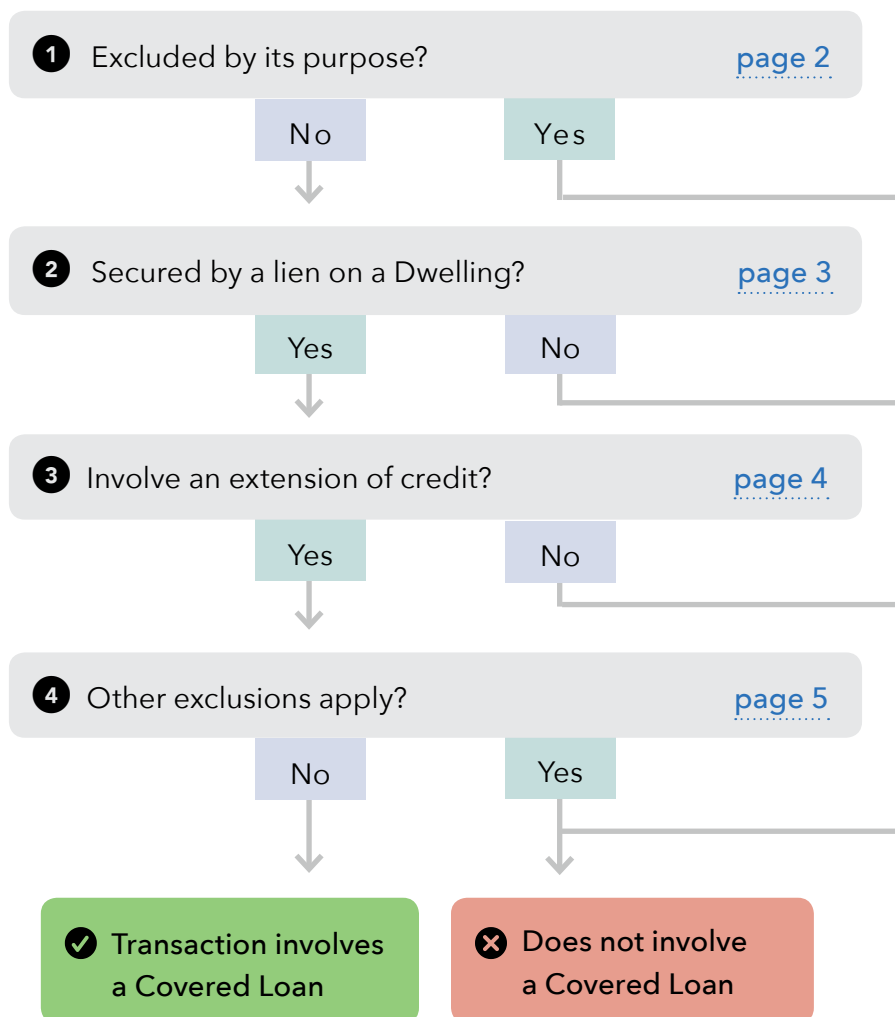 1 Excluded by its purpose? page 2
No Yes
2 Secured by a lien on a Dwelling? page 3
Yes No
3 Involve an extension of credit? page 4
Yes No
4 Other exclusions apply? page 5
No Yes
Transaction involves
a Covered Loan
Does not involve
a Covered Loan